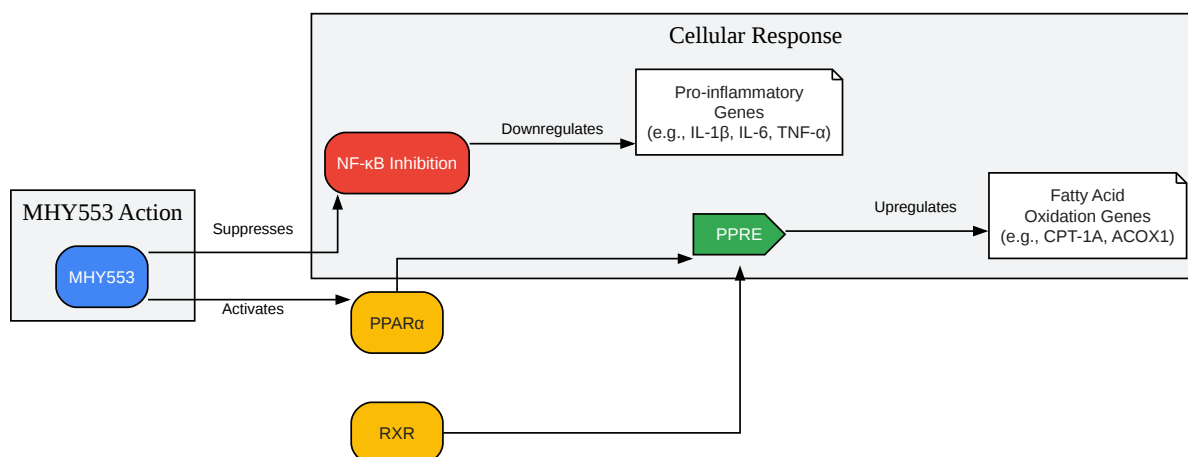 Cellular Response
Pro-inflammatory
Genes
(e.g., IL-1β, IL-6, TNF-α)
Downregulates
NF-κB Inhibition
MHY553 Action
Suppresses
MHY553
Activates
PPARα
RXR
PPRE
Upregulates
Fatty Acid
Oxidation Genes
(e.g., CPT-1A, ACOX1)